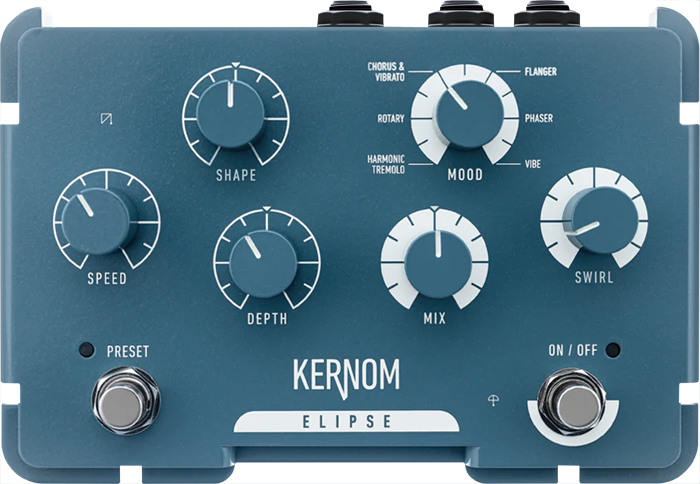 CHORUS &
VIBRATO
FLANGER
ROTARY
PHASER
HARMONIC
TREMOLO
VIBE
SHAPE
MOOD
SPEED
SWIRL
DEPTH
MIX
PRESET
ON / OFF
KERNOM
ELIPSE